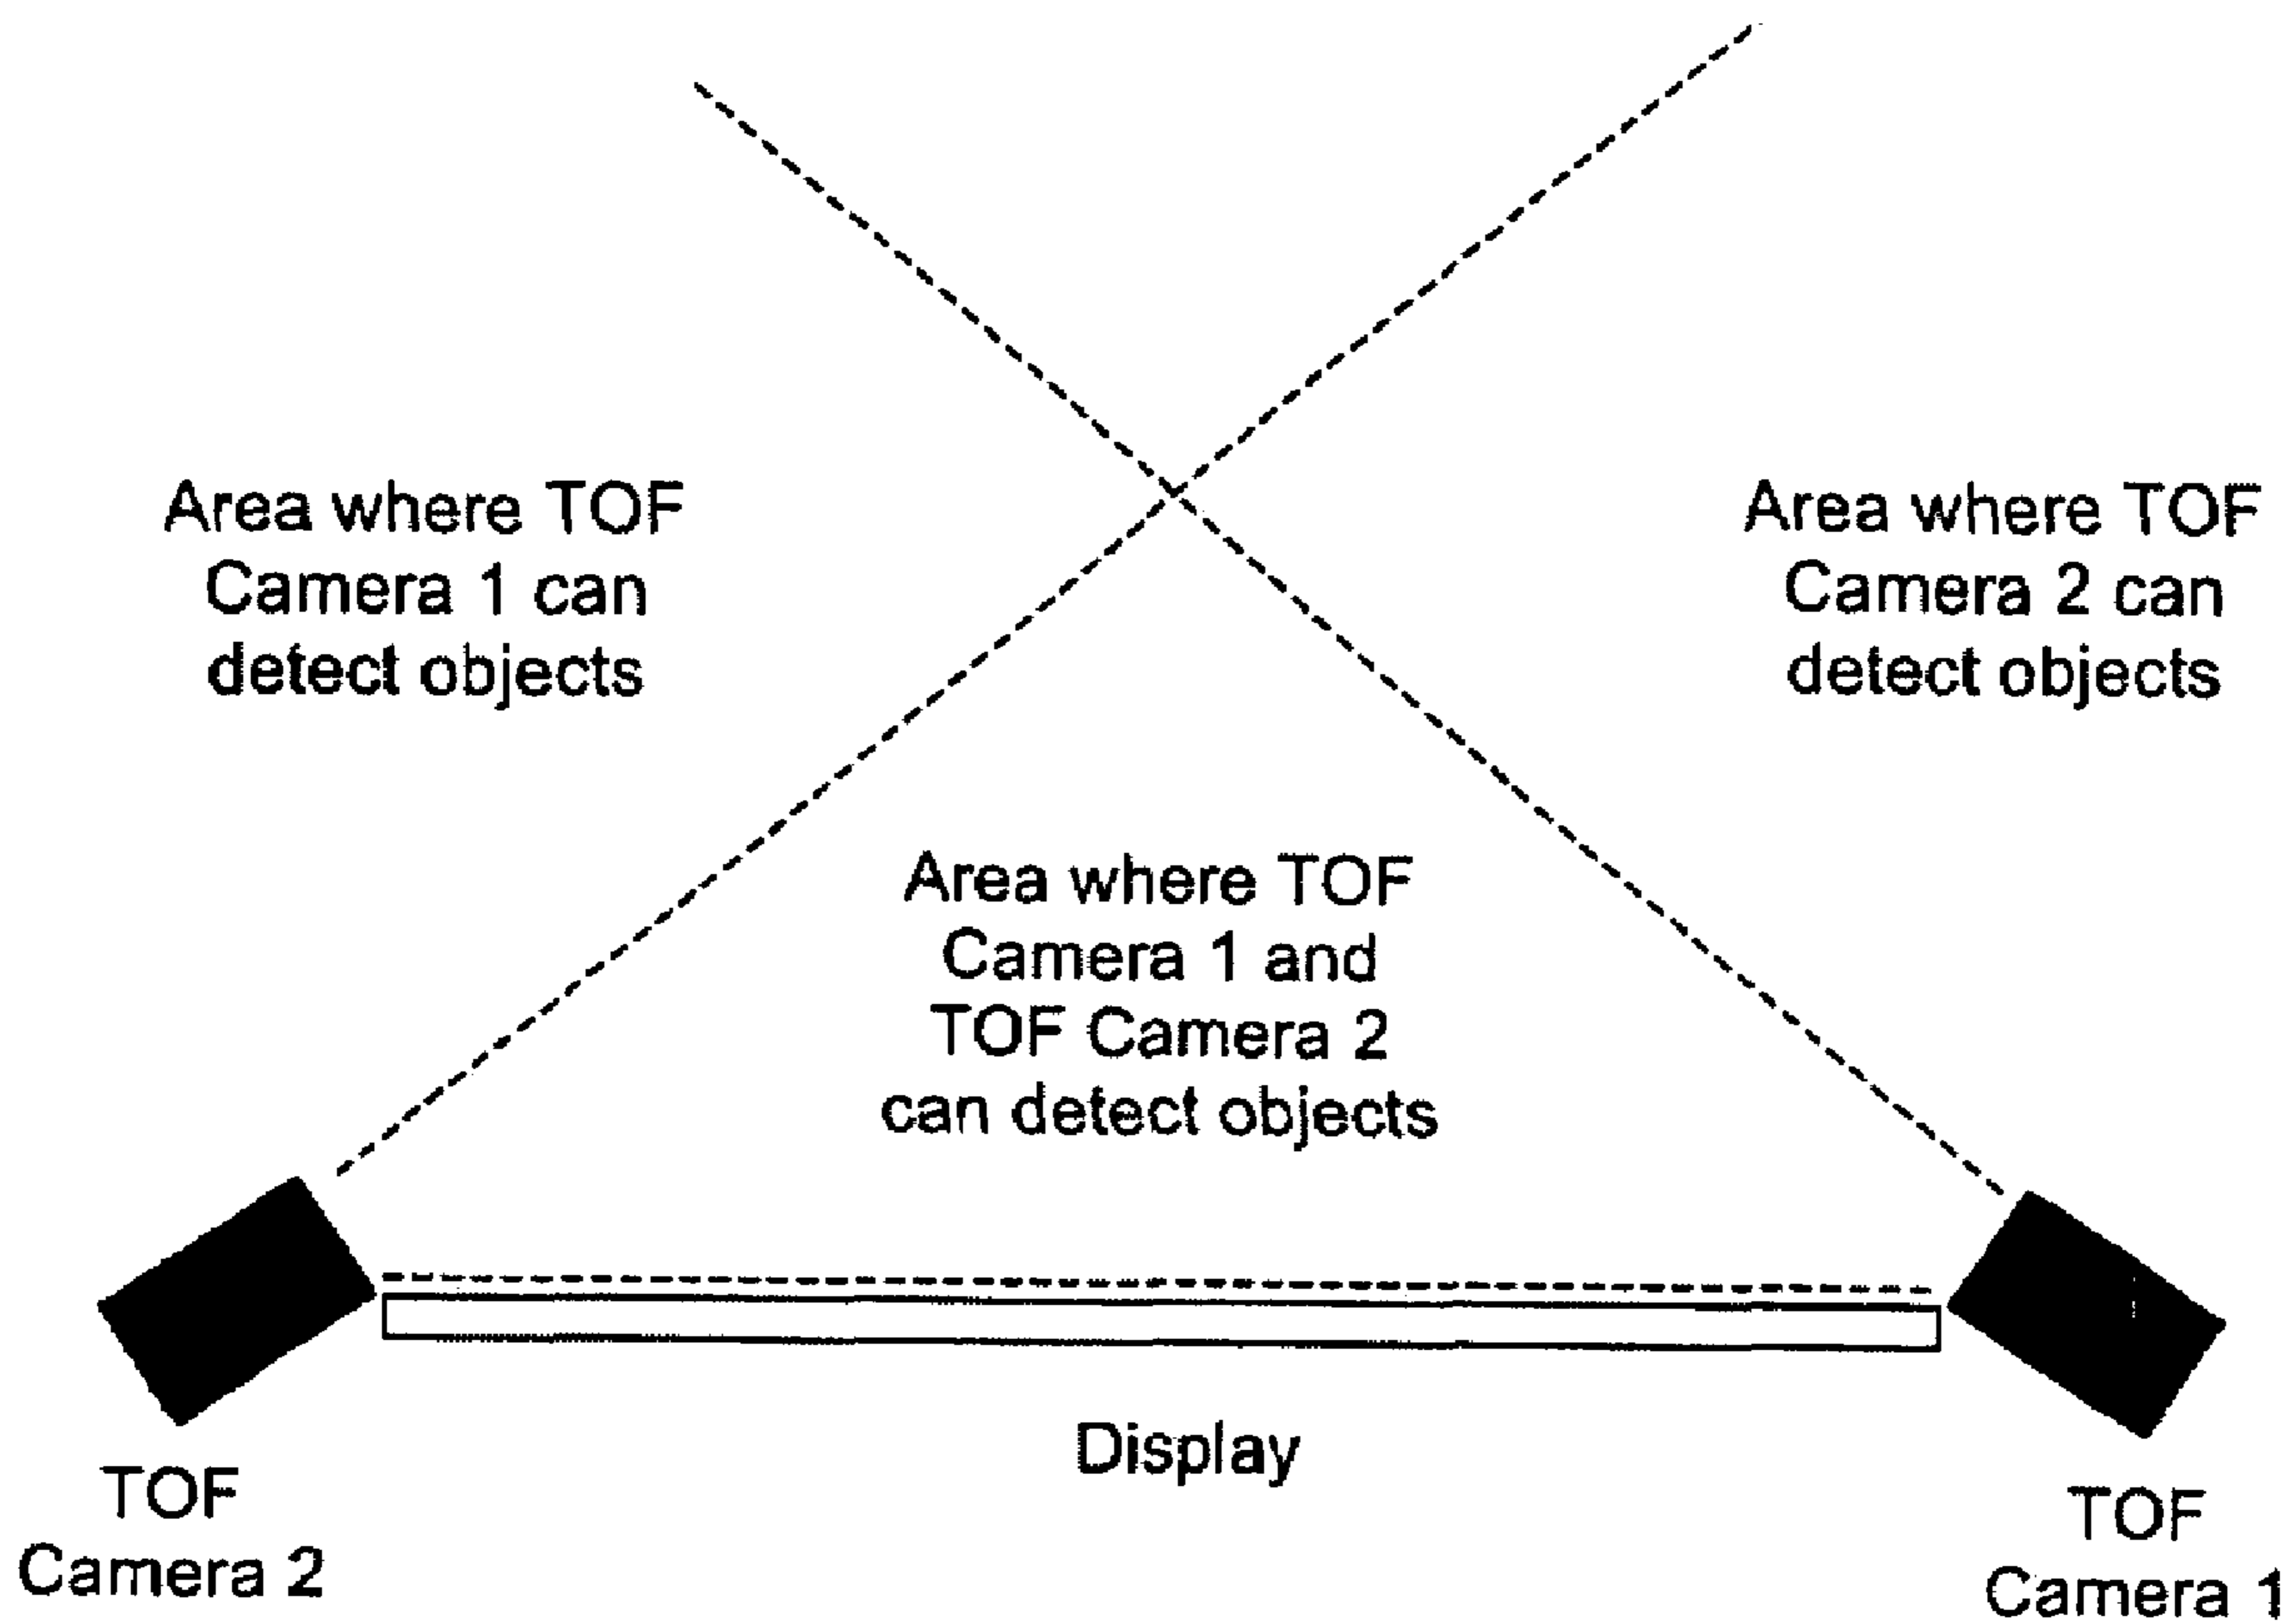 Area where TOF
Camera 1 can
detect objects
Area where TOF
Camera 2 can
detect objects
Area where TOF
Camera 1 and
TOF Camera 2
can detect objects
Display
TOF
Camera 2
TOF
Camera 1